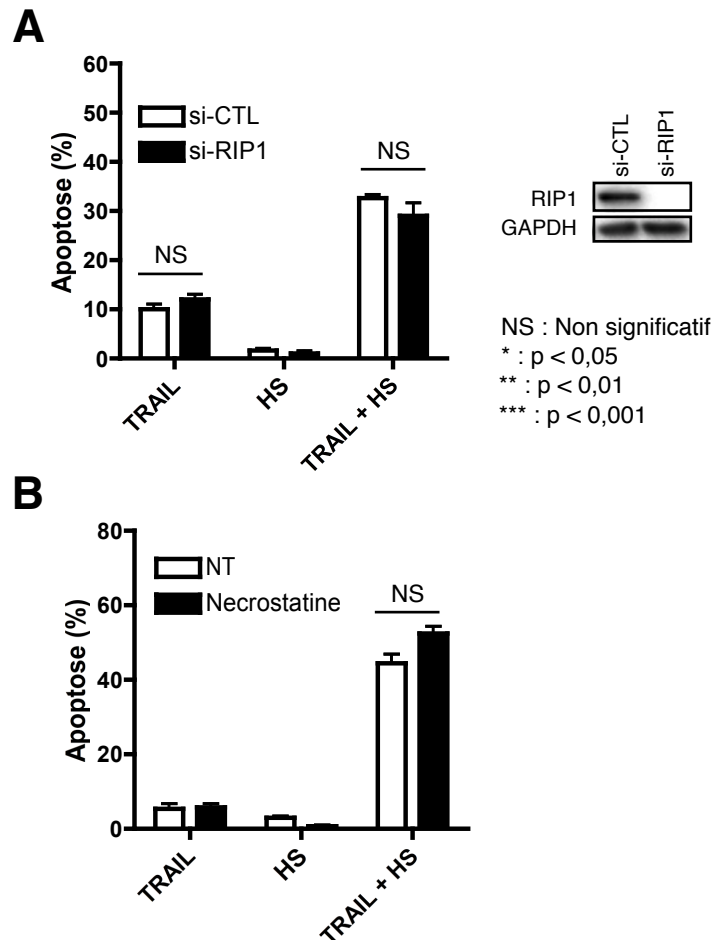 A
60
50
40
30
20
10
0
Apoptose (%)
si-CTL
si-RIP1
NS
NS
TRAIL
HS
TRAIL + HS
si-CTL
si-RIP1
RIP1
GAPDH
NS : Non significatif
* : p < 0,05
** : p < 0,01
*** : p < 0,001
B
80
60
40
20
0
Apoptose (%)
NT
Necrostatine
NS
TRAIL
HS
TRAIL + HS